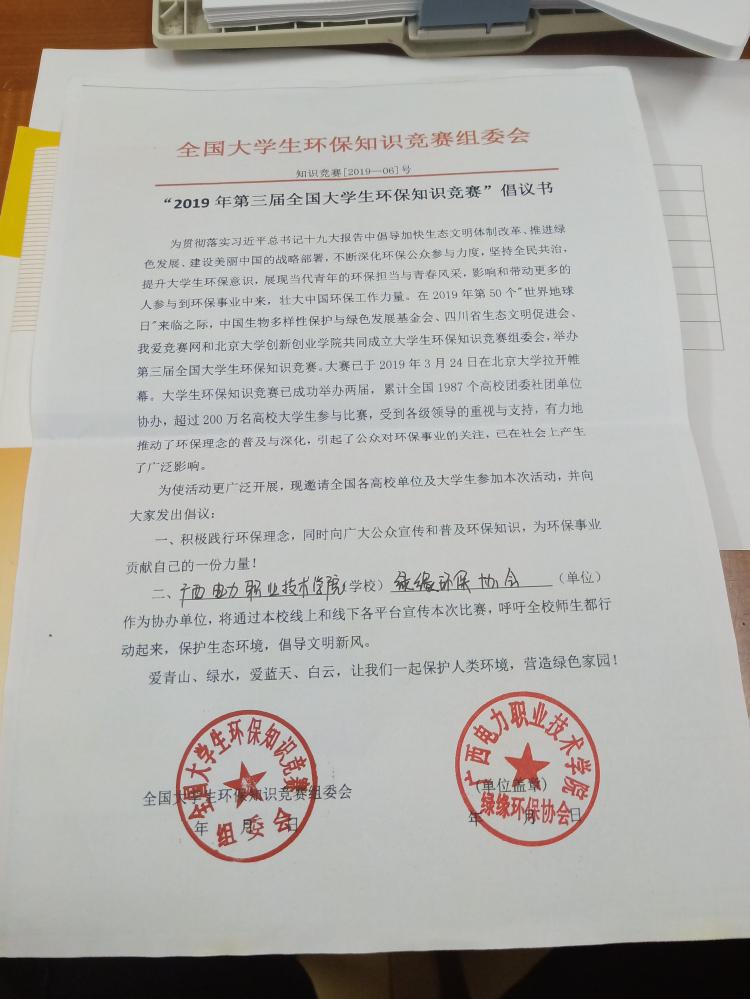 全国大学生环保知识竞赛组委会
知识竞赛[2019—06]号
“2019 年第三届全国大学生环保知识竞赛”倡议书
为贯彻落实习近平总书记十九大报告中倡导加快生态文明体制改革、推进绿
色发展、建设美丽中国的战略部署，不断深化环保公众参与力度，坚持全民共治，
提升大学生环保意识，展现当代青年的环保担当与青春风采，影响和带动更多的
人参与到环保事业中来，壮大中国环保工作力量。在 2019 年第 50 个"世界地球
日"来临之际，中国生物多样性保护与绿色发展基金会、四川省生态文明促进会、
我爱竞赛网和北京大学创新创业学院共同成立大学生环保知识竞赛组委会，举办
第三届全国大学生环保知识竞赛。大赛已于 2019 年 3 月 24 日在北京大学拉开帷
幕。大学生环保知识竞赛已成功举办两届，累计全国 1987 个高校团委社团单位
协办，超过 200 万名高校大学生参与比赛，受到各级领导的重视与支持，有力地
推动了环保理念的普及与深化，引起了公众对环保事业的关注，已在社会上产生
了广泛影响。
为使活动更广泛开展，现邀请全国各高校单位及大学生参加本次活动，并向
大家发出倡议：
一、积极践行环保理念，同时向广大公众宣传和普及环保知识，为环保事业
贡献自己的一份力量！
二、广西电力职业技术学院（学校）绿缘环保协会（单位）
作为协办单位，将通过本校线上和线下各平台宣传本次比赛，呼吁全校师生都行
动起来，保护生态环境，倡导文明新风。
爱青山、绿水，爱蓝天、白云，让我们一起保护人类环境，营造绿色家园！
全国大学生环保知识竞赛
组委会
全国大学生环保知识竞赛组委会
年 月 日
广西电力职业技术学院
(单位盖章)
绿缘环保协会
年 月 日